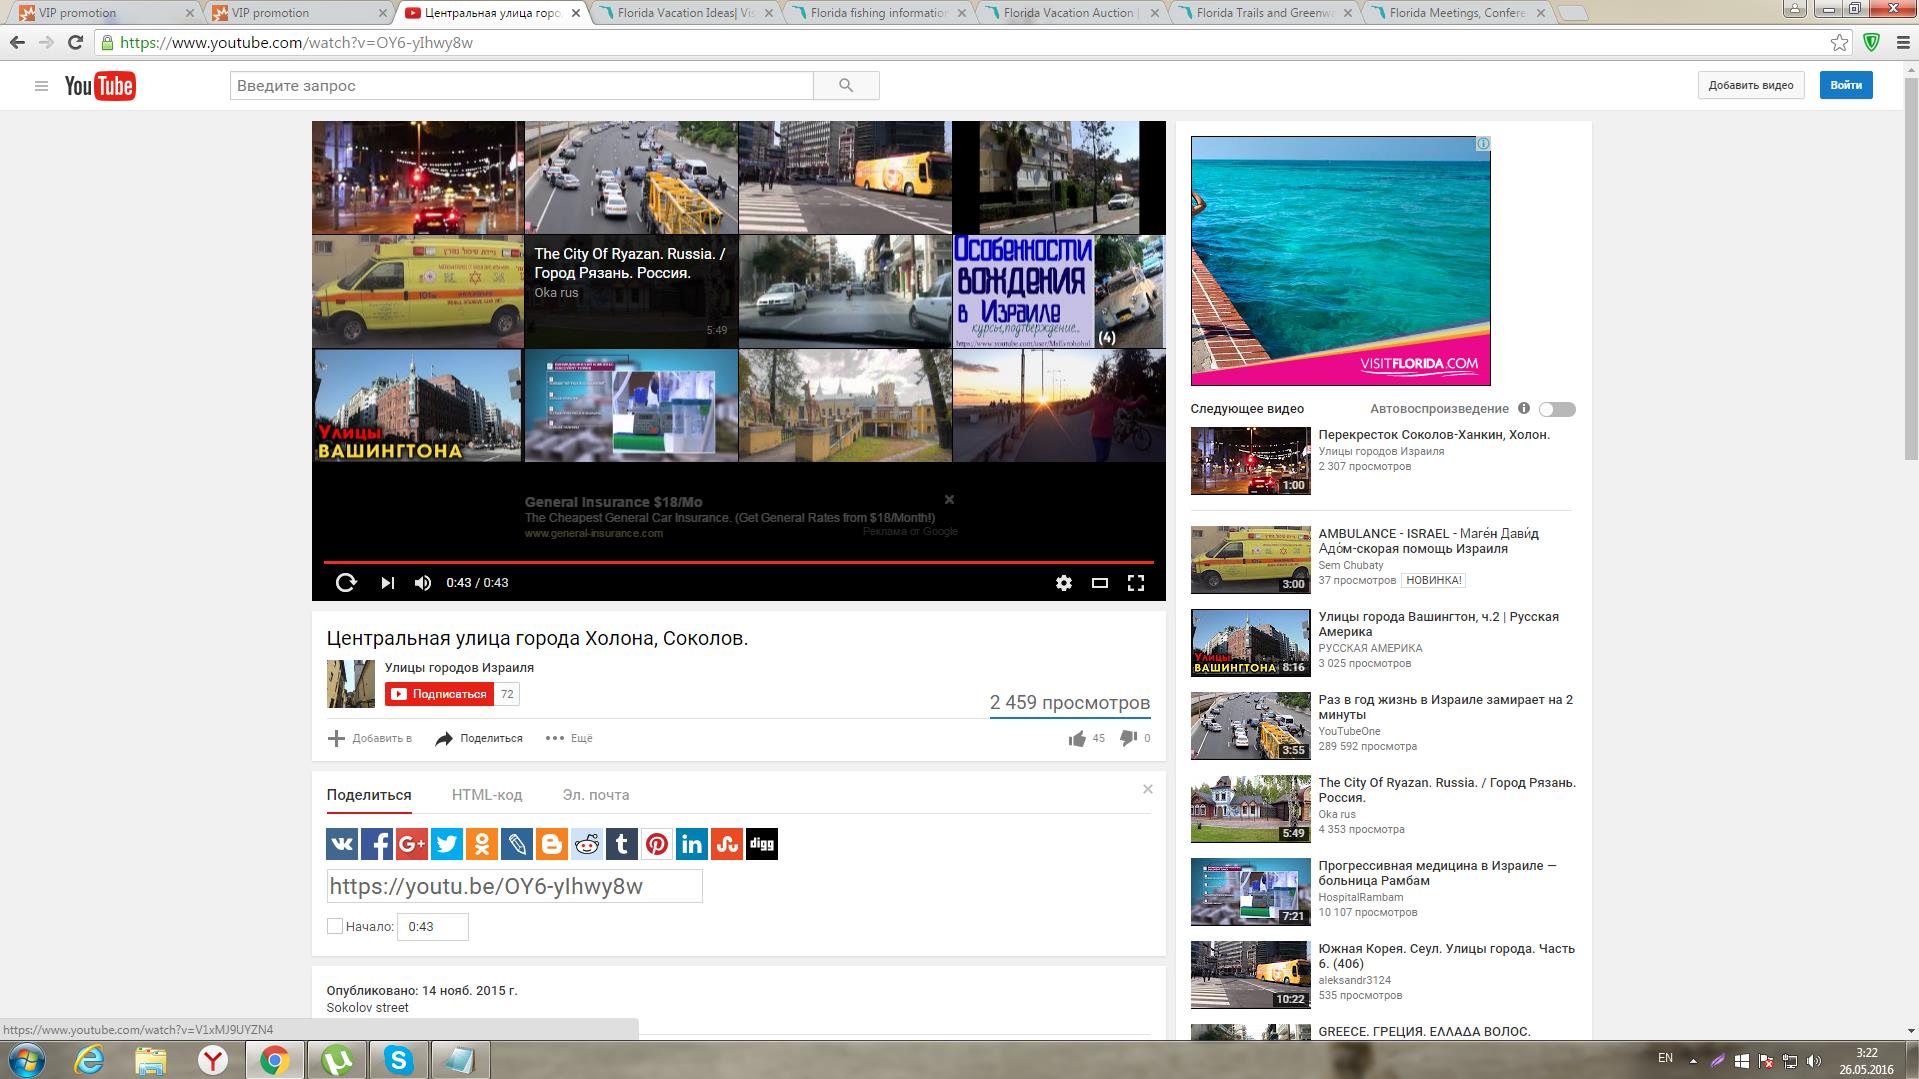 VIP promotion
VIP promotion
Центральная улица горо
Florida Vacation Ideas| Vis
Florida fishing information
Florida Vacation Auction |
Florida Trails and Greenwa
Florida Meetings, Confere
https://www.youtube.com/watch?v=OY6-yIhwy8w
YouTube
Введите запрос
Добавить видео
Войти
The City Of Ryazan. Russia. /
Город Рязань. Россия.
Oka rus
5:49
Особенности
вождения
в Израиле
курсы,подтверждение...
(4)
Улицы
ВАШИНГТОНА
General Insurance $18/Mo
The Cheapest General Car Insurance. (Get General Rates from $18/Month!)
www.general-insurance.com
Реклама от Google
0:43 / 0:43
Центральная улица города Холона, Соколов.
Улицы городов Израиля
Подписаться 72
2 459 просмотров
Добавить в
Поделиться
Ещё
45
0
Поделиться
HTML-код
Эл. почта
digg
https://youtu.be/OY6-yIhwy8w
Начало: 0:43
Опубликовано: 14 нояб. 2015 г.
Sokolov street
VISITFLORIDA.COM
Следующее видео
Автовоспроизведение
Перекресток Соколов-Ханкин, Холон.
Улицы городов Израиля
2 307 просмотров
1:00
AMBULANCE - ISRAEL - Маге́н Дави́д
Адо́м-скорая помощь Израиля
Sem Chubaty
37 просмотров НОВИНКА!
3:00
Улицы города Вашингтон, ч.2 | Русская
Америка
РУССКАЯ АМЕРИКА
3 025 просмотров
Улицы
ВАШИНГТОНА
8:16
Раз в год жизнь в Израиле замирает на 2
минуты
YouTubeOne
289 592 просмотра
3:55
The City Of Ryazan. Russia. / Город Рязань.
Россия.
Oka rus
4 353 просмотра
5:49
Прогрессивная медицина в Израиле —
больница Рамбам
HospitalRambam
10 107 просмотров
7:21
Южная Корея. Сеул. Улицы города. Часть
6. (406)
aleksandr3124
535 просмотров
10:22
GREECE. ГРЕЦИЯ. ΕΛΛΑΔΑ ВОЛОС.
https://www.youtube.com/watch?v=V1xMJ9UYZN4
EN
3:22
26.05.2016